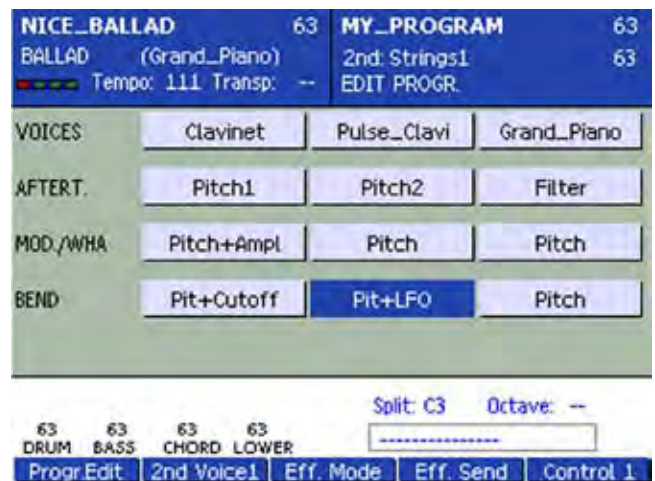 NICE_BALLAD 63 MY_PROGRAM 63
BALLAD (Grand_Piano) 2nd: Strings1 63
Tempo: 111 Transp: -- EDIT PROGR.
VOICES Clavinet Pulse_Clavi Grand_Piano
AFTERT. Pitch1 Pitch2 Filter
MOD./WHA Pitch+Ampl Pitch Pitch
BEND Pit+Cutoff Pit+LFO Pitch
Split: C3 Octave: --
63 63 63 63
DRUM BASS CHORD LOWER ---------------
Progr.Edit 2nd Voice1 Eff. Mode Eff. Send Control 1